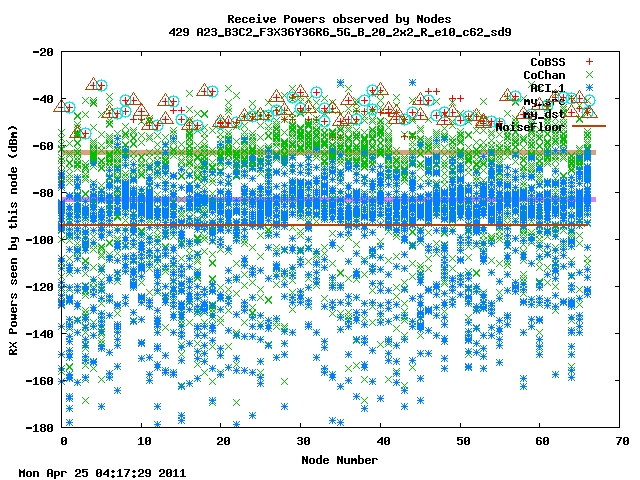 Receive Powers observed by Nodes
429 A23_B3C2_F3X36Y36R6_5G_B_20_2x2_R_e10_c62_sd9
RX Powers seen by this node (dBm)
-20
-40
-60
-80
-100
-120
-140
-160
-180
CoBSS
CoChan
ACI_1
my_src
my_dst
NoiseFloor
0
10
20
30
40
50
60
70
Node Number
Mon Apr 25 04:17:29 2011